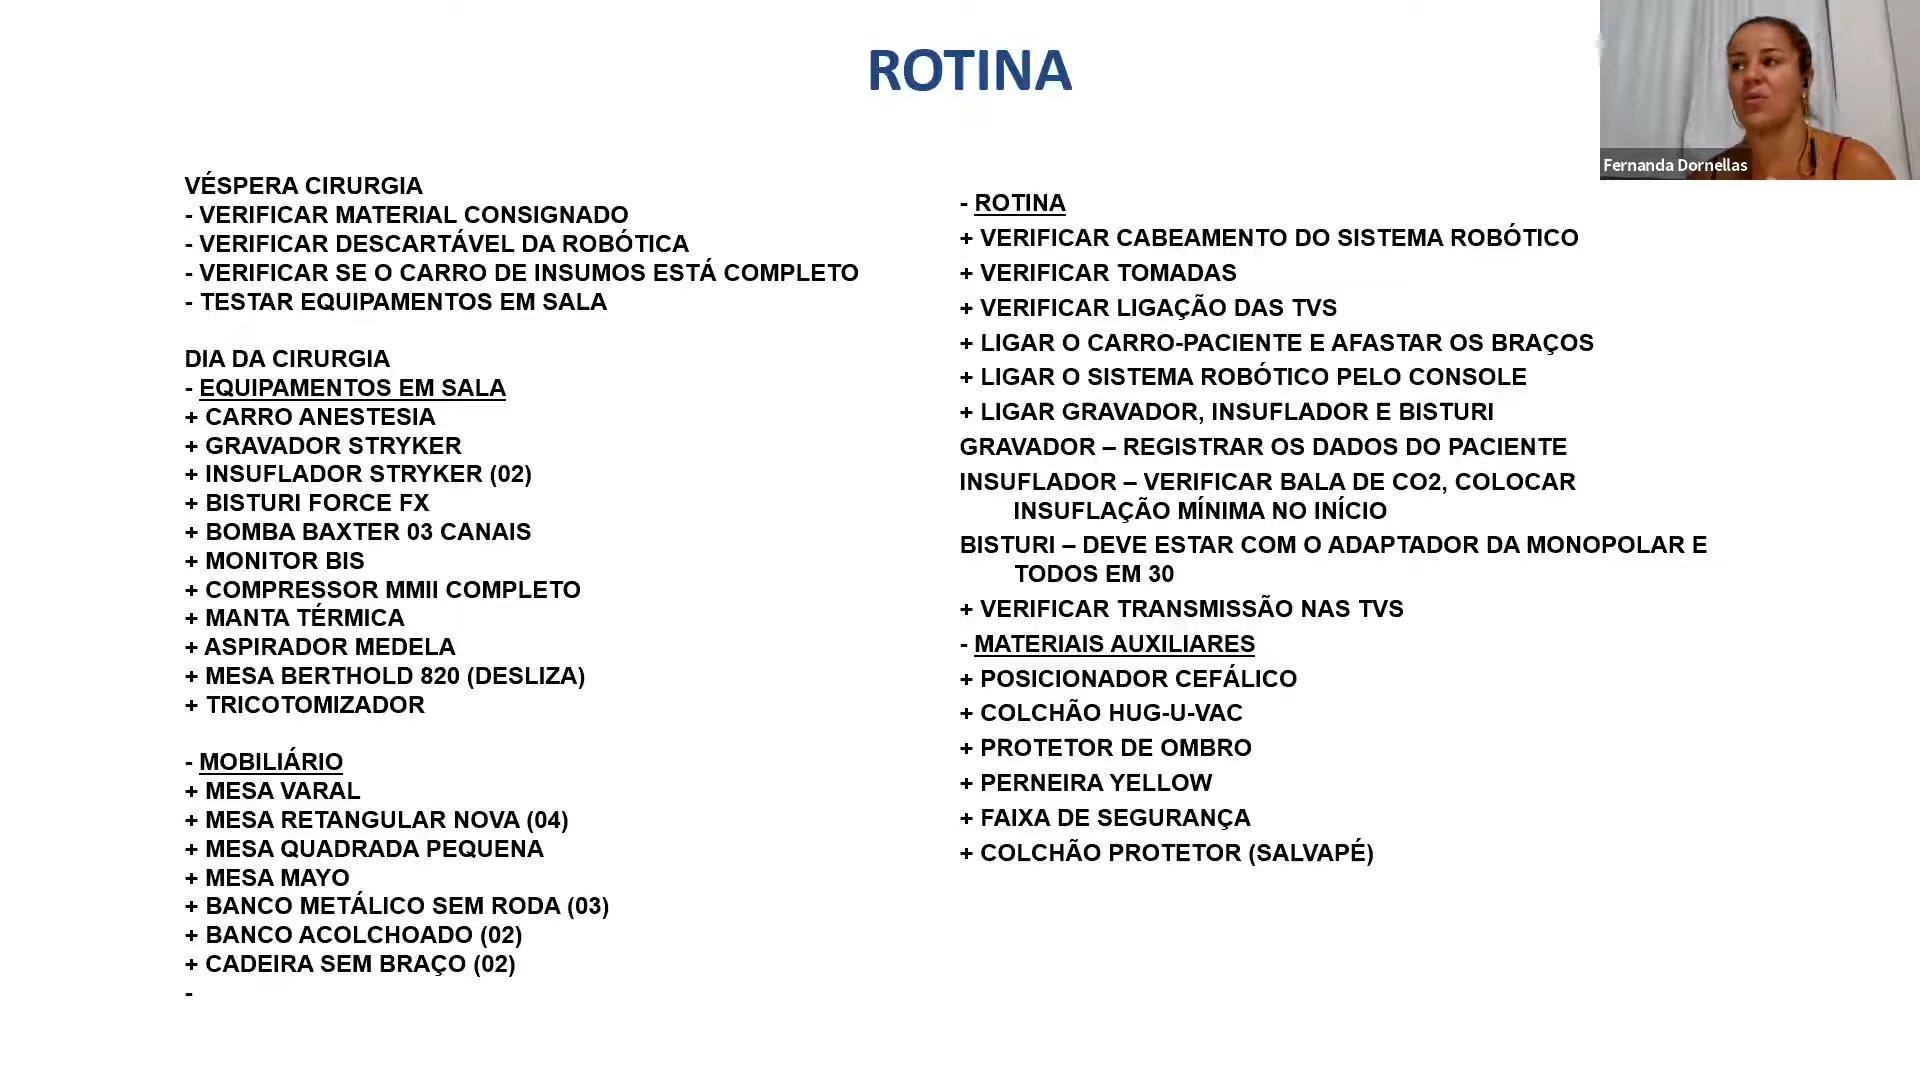 ROTINA
Fernanda Dornellas
VÉSPERA CIRURGIA
- VERIFICAR MATERIAL CONSIGNADO
- VERIFICAR DESCARTÁVEL DA ROBÓTICA
- VERIFICAR SE O CARRO DE INSUMOS ESTÁ COMPLETO
- TESTAR EQUIPAMENTOS EM SALA
DIA DA CIRURGIA
- EQUIPAMENTOS EM SALA
+ CARRO ANESTESIA
+ GRAVADOR STRYKER
+ INSUFLADOR STRYKER (02)
+ BISTURI FORCE FX
+ BOMBA BAXTER 03 CANAIS
+ MONITOR BIS
+ COMPRESSOR MMII COMPLETO
+ MANTA TÉRMICA
+ ASPIRADOR MEDELA
+ MESA BERTHOLD 820 (DESLIZA)
+ TRICOTOMIZADOR
- MOBILIÁRIO
+ MESA VARAL
+ MESA RETANGULAR NOVA (04)
+ MESA QUADRADA PEQUENA
+ MESA MAYO
+ BANCO METÁLICO SEM RODA (03)
+ BANCO ACOLCHOADO (02)
+ CADEIRA SEM BRAÇO (02)
-
- ROTINA
+ VERIFICAR CABEAMENTO DO SISTEMA ROBÓTICO
+ VERIFICAR TOMADAS
+ VERIFICAR LIGAÇÃO DAS TVS
+ LIGAR O CARRO-PACIENTE E AFASTAR OS BRAÇOS
+ LIGAR O SISTEMA ROBÓTICO PELO CONSOLE
+ LIGAR GRAVADOR, INSUFLADOR E BISTURI
GRAVADOR – REGISTRAR OS DADOS DO PACIENTE
INSUFLADOR – VERIFICAR BALA DE CO2, COLOCAR
INSUFLAÇÃO MÍNIMA NO INÍCIO
BISTURI – DEVE ESTAR COM O ADAPTADOR DA MONOPOLAR E
TODOS EM 30
+ VERIFICAR TRANSMISSÃO NAS TVS
- MATERIAIS AUXILIARES
+ POSICIONADOR CEFÁLICO
+ COLCHÃO HUG-U-VAC
+ PROTETOR DE OMBRO
+ PERNEIRA YELLOW
+ FAIXA DE SEGURANÇA
+ COLCHÃO PROTETOR (SALVAPÉ)